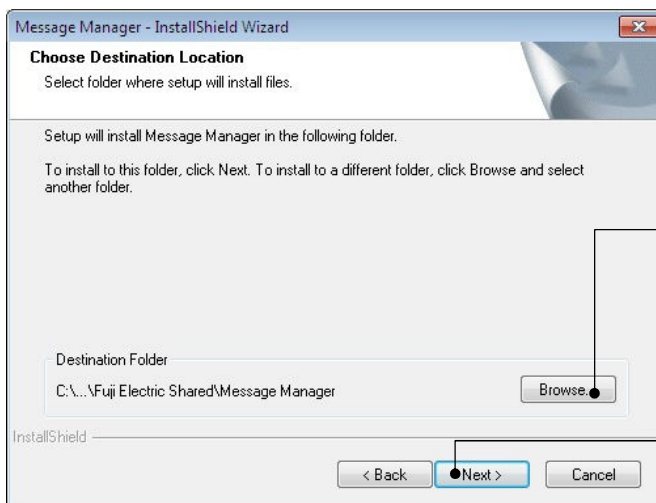 Message Manager - InstallShield Wizard
Choose Destination Location
Select folder where setup will install files.
Setup will install Message Manager in the following folder.
To install to this folder, click Next. To install to a different folder, click Browse and select
another folder.
Destination Folder
C:\...\Fuji Electric Shared\Message Manager
Browse...
InstallShield
< Back
Next >
Cancel